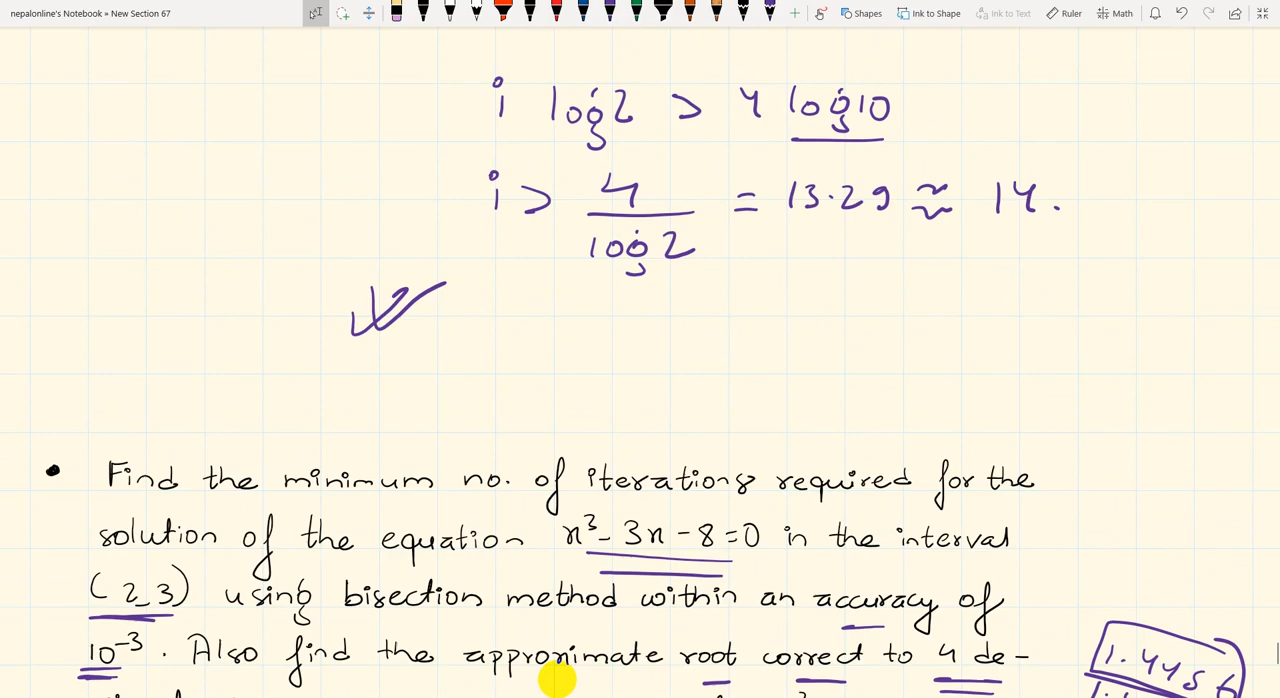 nepalonline's Notebook » New Section 67
Shapes Ink to Shape Ink to Text Ruler Math
i log2 > 4 log10
i > 4/log2 = 13.29 ≈ 14.
• Find the minimum no. of iterations required for the
solution of the equation x³ - 3x - 8 = 0 in the interval
(2,3) using bisection method within an accuracy of
10⁻³. Also find the approximate root correct to 4 de-